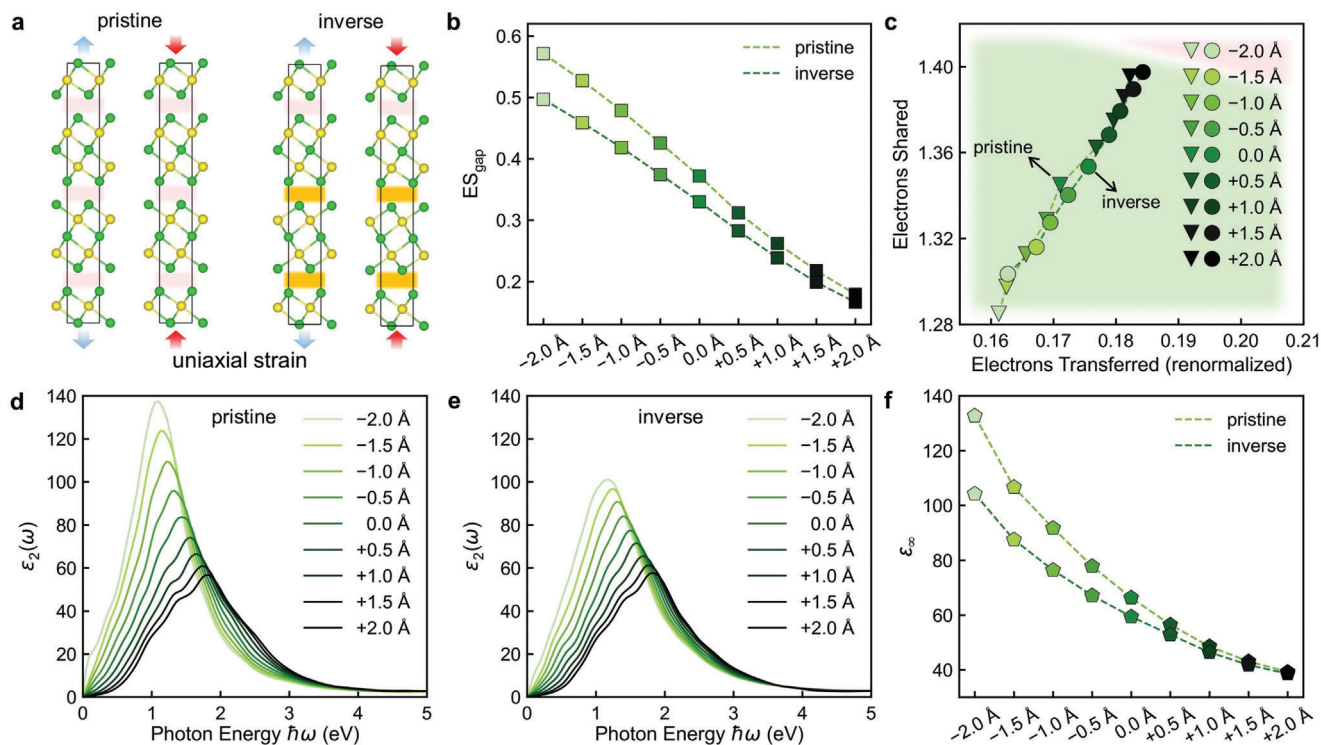 a
pristine
inverse
uniaxial strain
b
ES_gap
0.6
0.5
0.4
0.3
0.2
pristine
inverse
−2.0 Å
−1.5 Å
−1.0 Å
−0.5 Å
0.0 Å
+0.5 Å
+1.0 Å
+1.5 Å
+2.0 Å
c
Electrons Shared
1.40
1.36
1.32
1.28
pristine
inverse
−2.0 Å
−1.5 Å
−1.0 Å
−0.5 Å
0.0 Å
+0.5 Å
+1.0 Å
+1.5 Å
+2.0 Å
0.16 0.17 0.18 0.19 0.20 0.21
Electrons Transferred (renormalized)
d
pristine
ε₂(ω)
140
120
100
80
60
40
20
0
−2.0 Å
−1.5 Å
−1.0 Å
−0.5 Å
0.0 Å
+0.5 Å
+1.0 Å
+1.5 Å
+2.0 Å
0 1 2 3 4 5
Photon Energy ℏω (eV)
e
inverse
ε₂(ω)
140
120
100
80
60
40
20
0
−2.0 Å
−1.5 Å
−1.0 Å
−0.5 Å
0.0 Å
+0.5 Å
+1.0 Å
+1.5 Å
+2.0 Å
0 1 2 3 4 5
Photon Energy ℏω (eV)
f
ε∞
140
120
100
80
60
40
pristine
inverse
−2.0 Å
−1.5 Å
−1.0 Å
−0.5 Å
0.0 Å
+0.5 Å
+1.0 Å
+1.5 Å
+2.0 Å